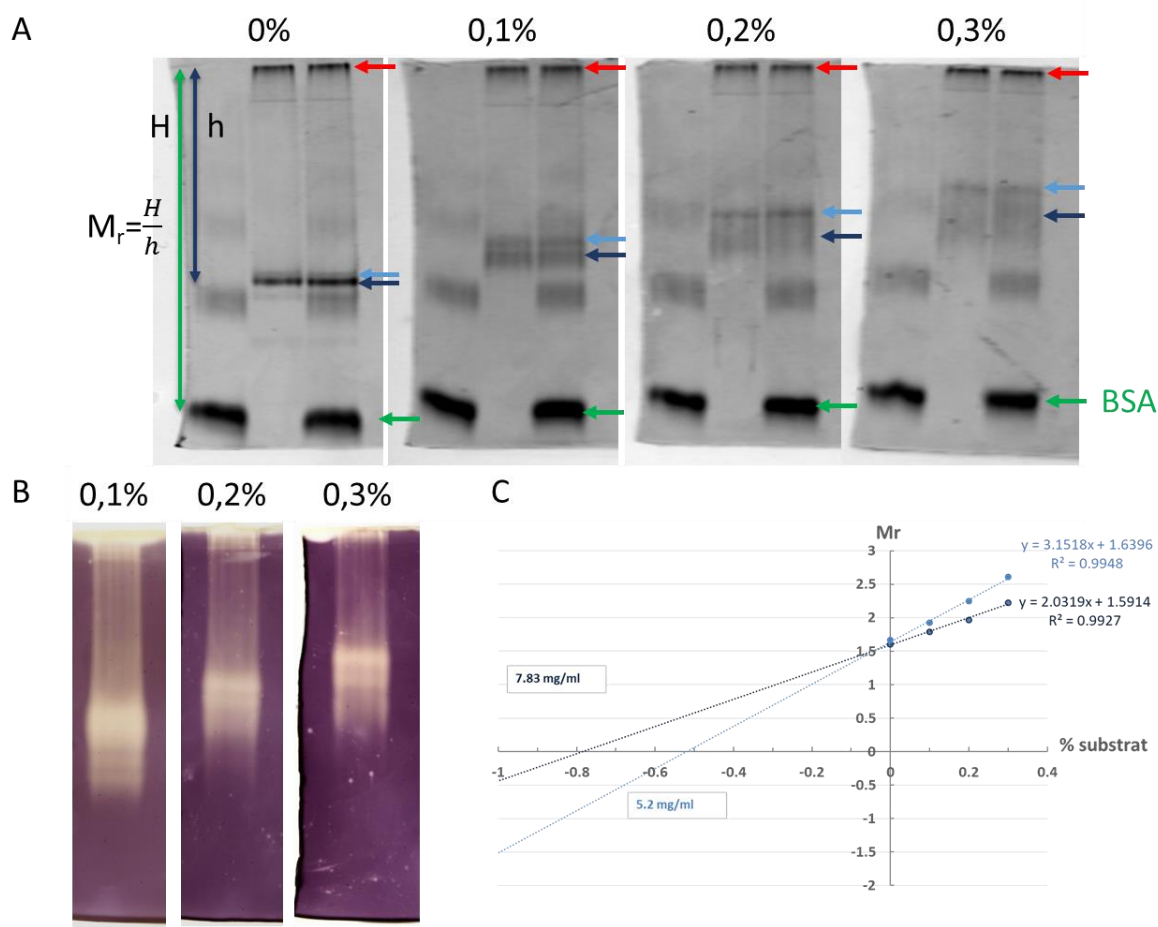 A
0%
0,1%
0,2%
0,3%
H
h
Mr=H/h
BSA
B
0,1%
0,2%
0,3%
C
Mr
y = 3.1518x + 1.6396
R² = 0.9948
y = 2.0319x + 1.5914
R² = 0.9927
7.83 mg/ml
5.2 mg/ml
% substrat
3
2.5
2
1.5
1
0.5
0
-0.5
-1
-1.5
-2
-1
-0.8
-0.6
-0.4
-0.2
0
0.2
0.4